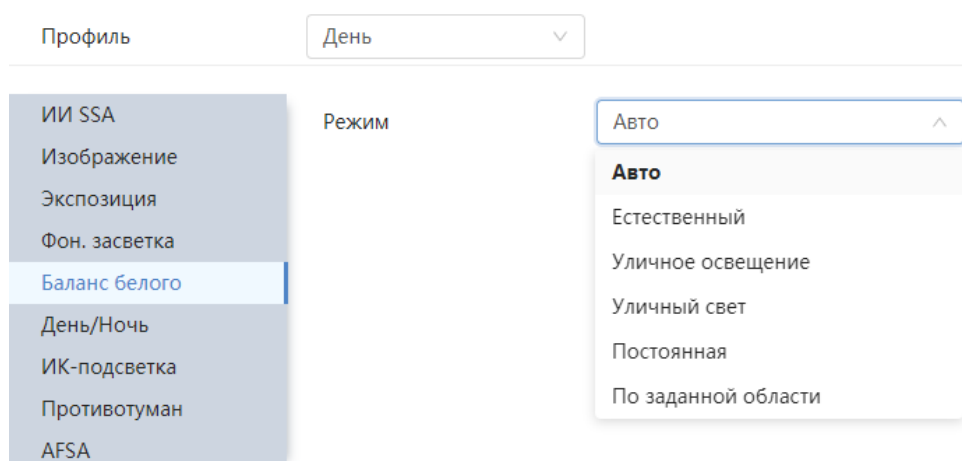 Профиль
День
ИИ SSA
Изображение
Экспозиция
Фон. засветка
Баланс белого
День/Ночь
ИК-подсветка
Противотуман
AFSA
Режим
Авто
Авто
Естественный
Уличное освещение
Уличный свет
Постоянная
По заданной области